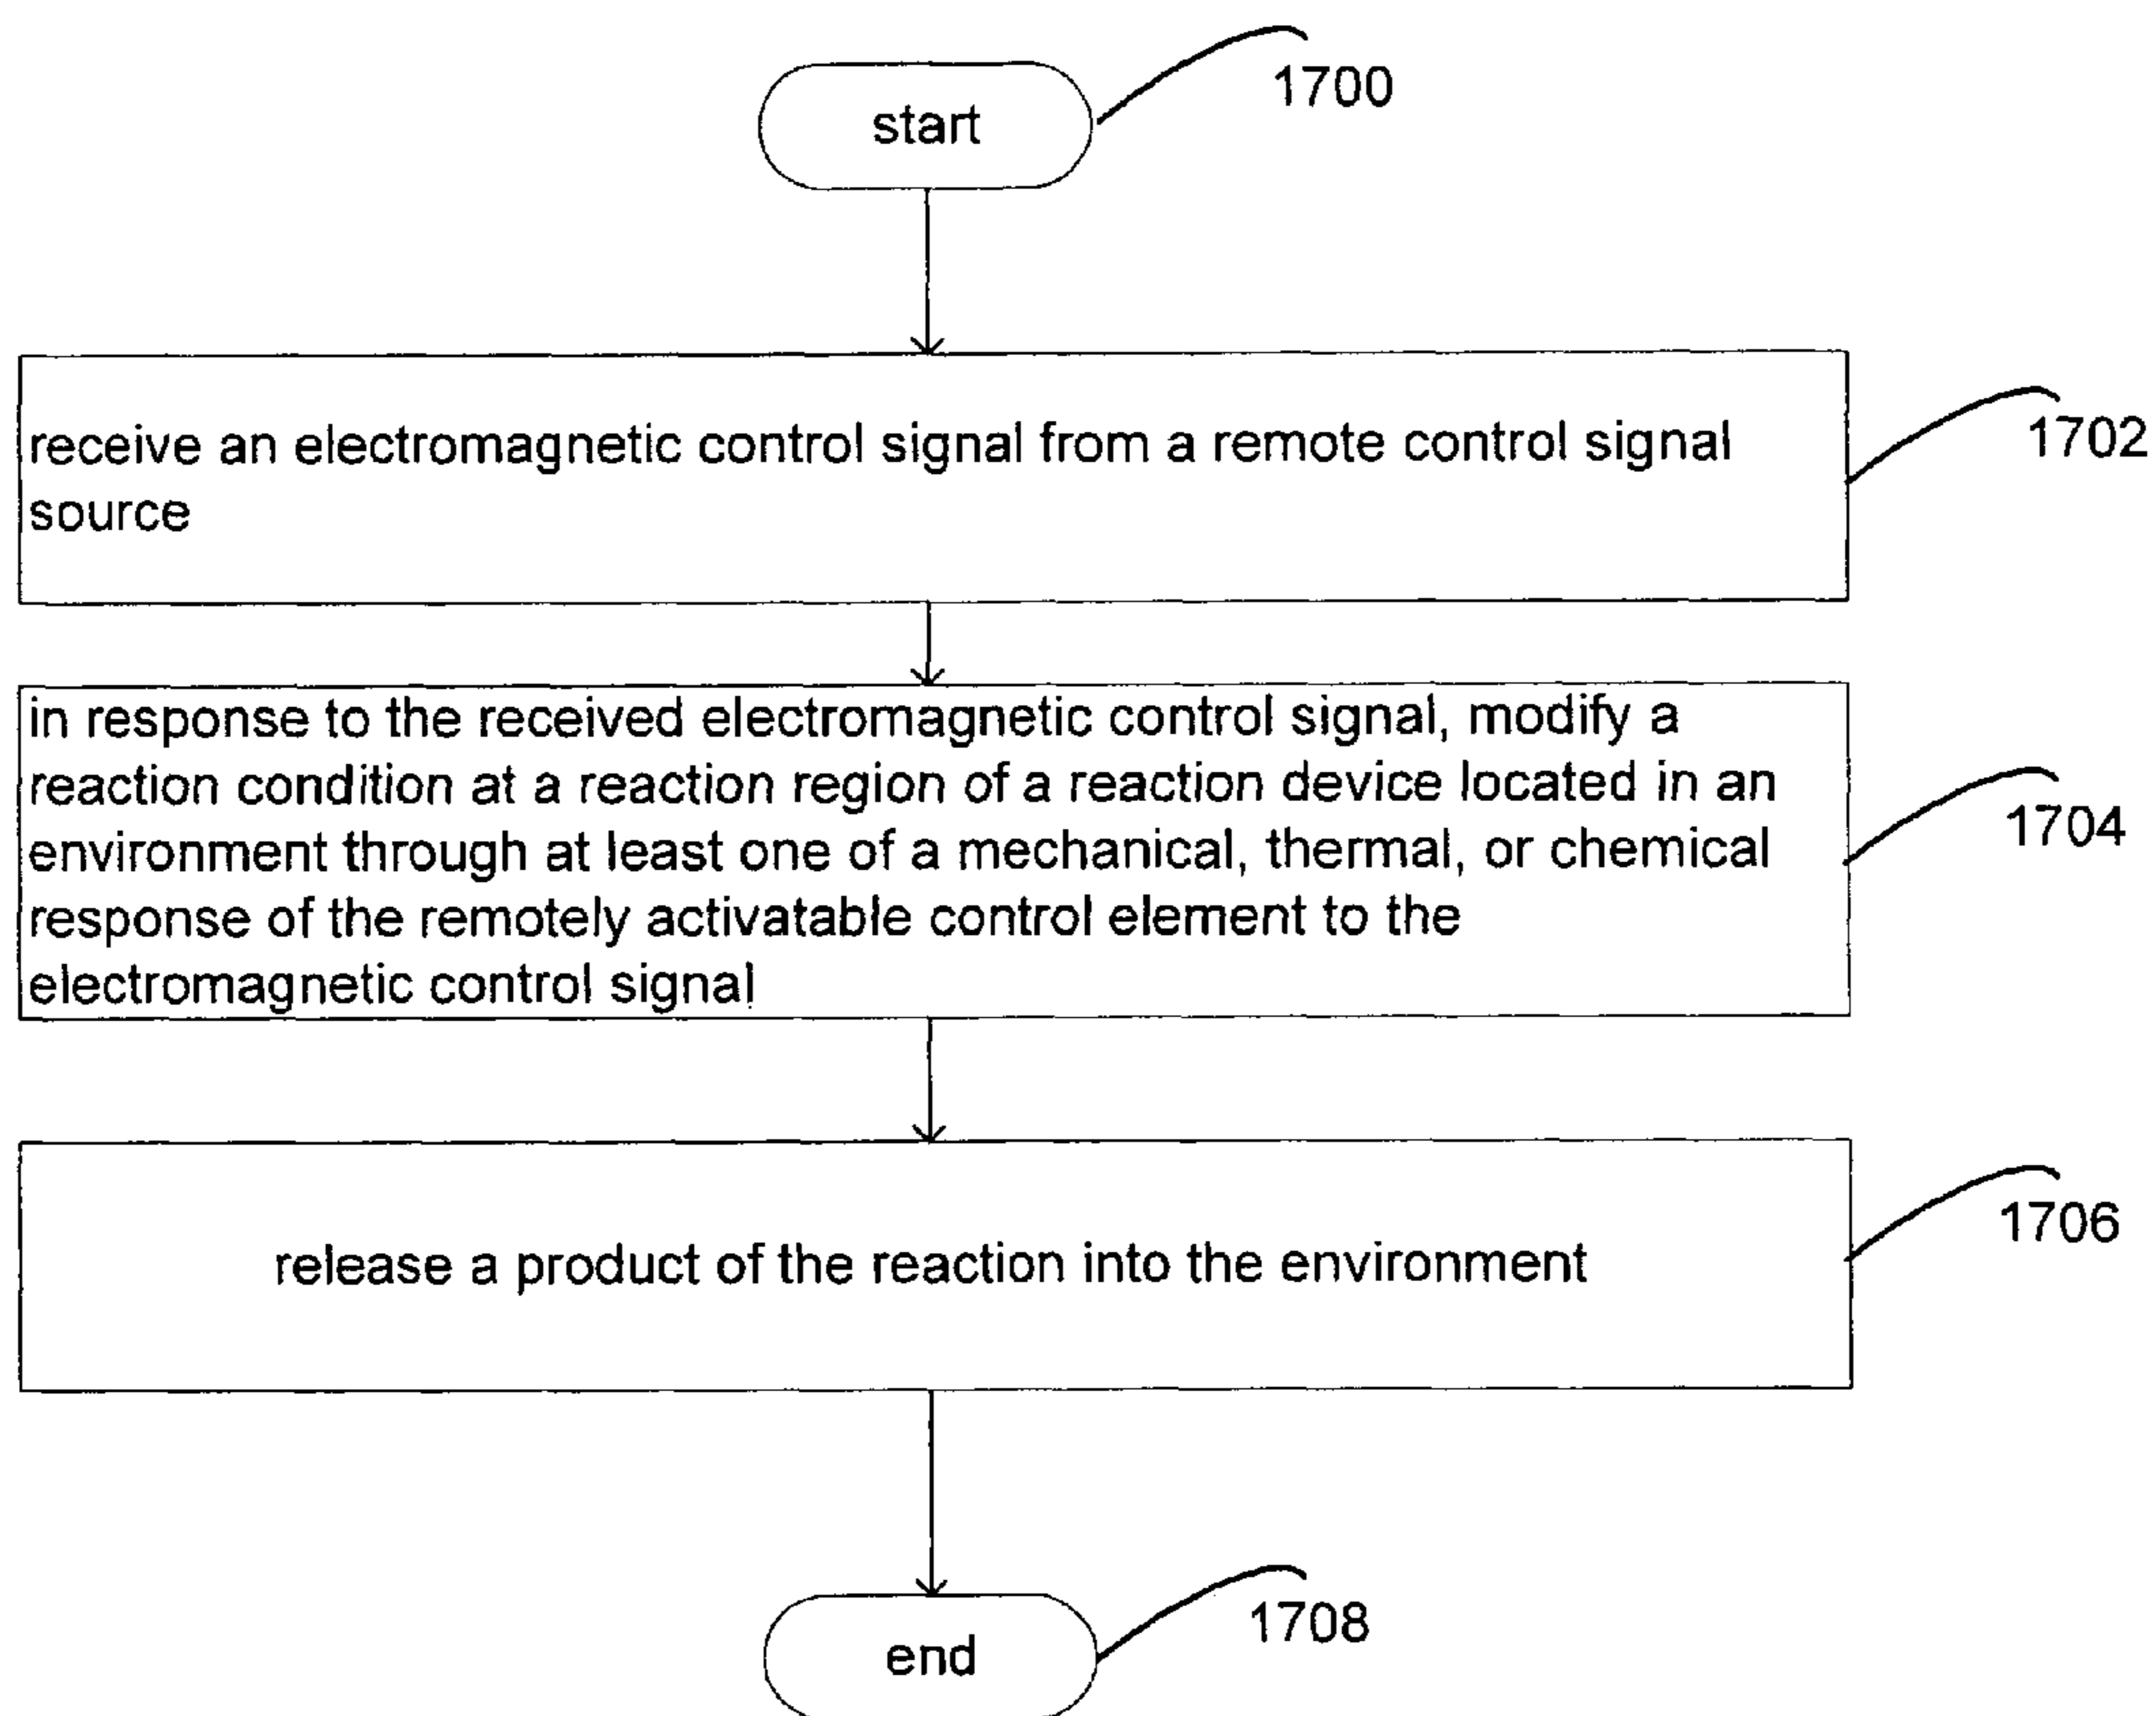 start
1700
receive an electromagnetic control signal from a remote control signal
source
1702
in response to the received electromagnetic control signal, modify a
reaction condition at a reaction region of a reaction device located in an
environment through at least one of a mechanical, thermal, or chemical
response of the remotely activatable control element to the
electromagnetic control signal
1704
release a product of the reaction into the environment
1706
end
1708